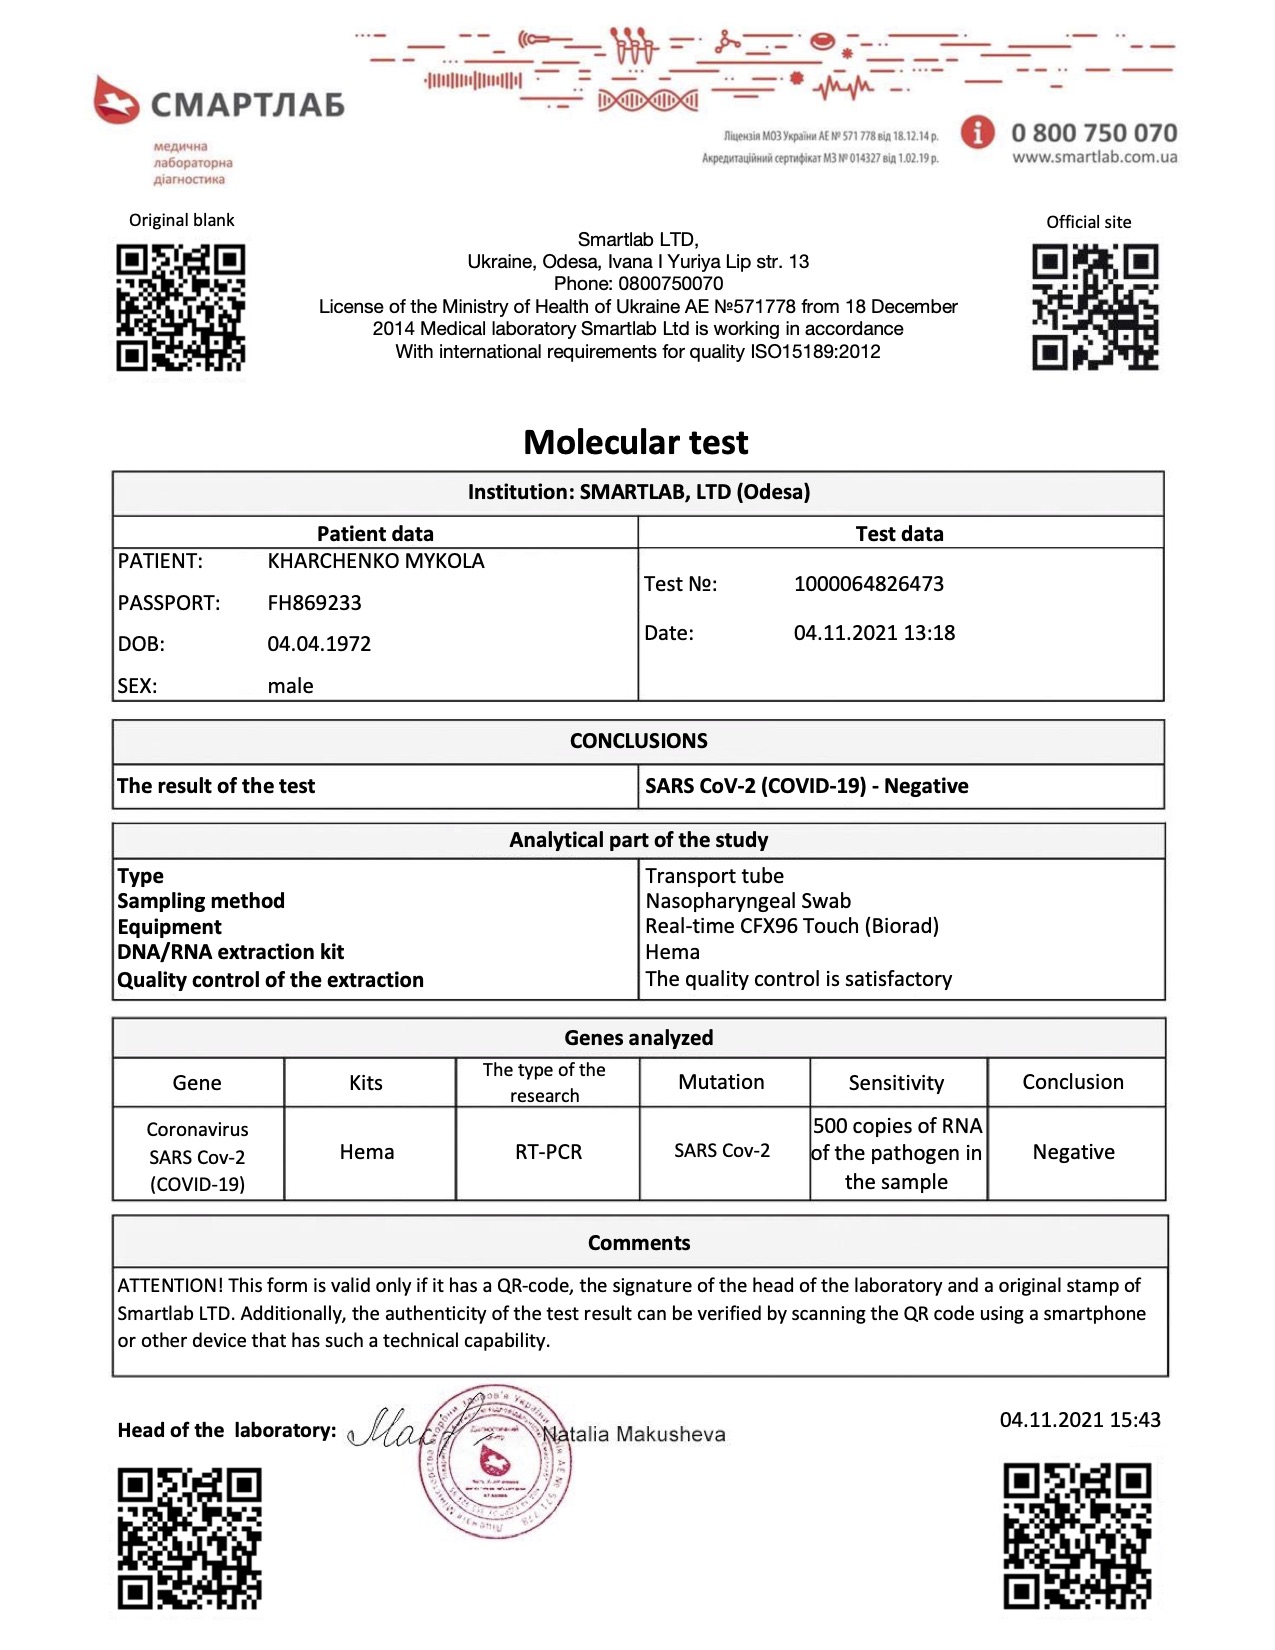 СМАРТЛАБ
медична
лабораторна
діагностика
Ліцензія МОЗ України АЕ № 571 778 від 18.12.14 р.
Акредитаційний сертифікат МЗ № 014327 від 1.02.19 р.
0 800 750 070
www.smartlab.com.ua
Original blank
Official site
Smartlab LTD,
Ukraine, Odesa, Ivana I Yuriya Lip str. 13
Phone: 0800750070
License of the Ministry of Health of Ukraine AE №571778 from 18 December
2014 Medical laboratory Smartlab Ltd is working in accordance
With international requirements for quality ISO15189:2012
Molecular test
Institution: SMARTLAB, LTD (Odesa)
Patient data
Test data
PATIENT: KHARCHENKO MYKOLA
PASSPORT: FH869233
DOB: 04.04.1972
SEX: male
Test №: 1000064826473
Date: 04.11.2021 13:18
CONCLUSIONS
The result of the test SARS CoV-2 (COVID-19) - Negative
Analytical part of the study
Type Transport tube
Sampling method Nasopharyngeal Swab
Equipment Real-time CFX96 Touch (Biorad)
DNA/RNA extraction kit Hema
Quality control of the extraction The quality control is satisfactory
Genes analyzed
Gene
Kits
The type of the
research
Mutation
Sensitivity
Conclusion
Coronavirus
SARS Cov-2
(COVID-19)
Hema
RT-PCR
SARS Cov-2
500 copies of RNA
of the pathogen in
the sample
Negative
Comments
ATTENTION! This form is valid only if it has a QR-code, the signature of the head of the laboratory and a original stamp of
Smartlab LTD. Additionally, the authenticity of the test result can be verified by scanning the QR code using a smartphone
or other device that has such a technical capability.
Head of the laboratory: Natalia Makusheva
04.11.2021 15:43